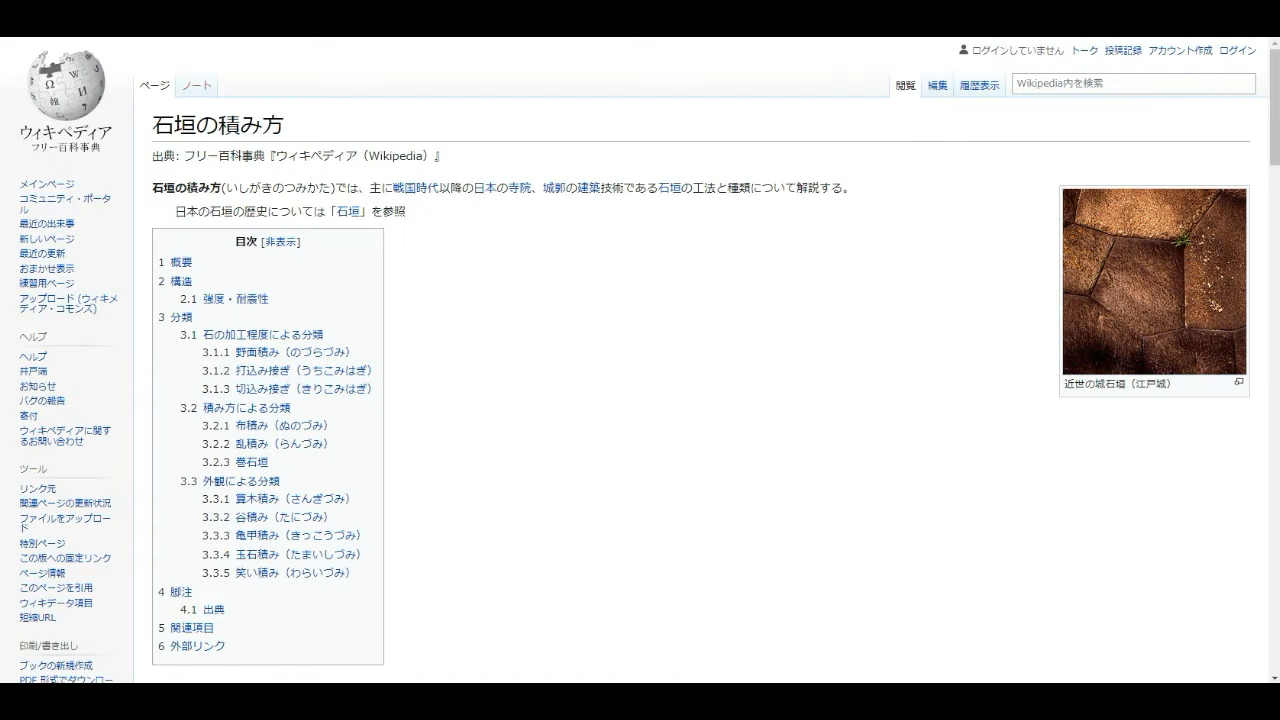 ログインしていません トーク 投稿記録 アカウント作成 ログイン
ページ ノート
閲覧 編集 履歴表示 Wikipedia内を検索
ウィキペディア
フリー百科事典
メインページ
コミュニティ・ポータ
ル
最近の出来事
新しいページ
最近の更新
おまかせ表示
練習用ページ
アップロード (ウィキメ
ディア・コモンズ)
ヘルプ
ヘルプ
井戸端
お知らせ
バグの報告
寄付
ウィキペディアに関す
るお問い合わせ
ツール
リンク元
関連ページの更新状況
ファイルをアップロー
ド
特別ページ
この版への固定リンク
ページ情報
このページを引用
ウィキデータ項目
短縮URL
印刷/書き出し
ブックの新規作成
PDF 形式でダウンロー
石垣の積み方
出典: フリー百科事典『ウィキペディア（Wikipedia）』
石垣の積み方(いしがきのつみかた)では、主に戦国時代以降の日本の寺院、城郭の建築技術である石垣の工法と種類について解説する。
日本の石垣の歴史については「石垣」を参照
目次 [非表示]
1 概要
2 構造
2.1 強度・耐震性
3 分類
3.1 石の加工程度による分類
3.1.1 野面積み（のづらづみ）
3.1.2 打込み接ぎ（うちこみはぎ）
3.1.3 切込み接ぎ（きりこみはぎ）
3.2 積み方による分類
3.2.1 布積み（ぬのづみ）
3.2.2 乱積み（らんづみ）
3.2.3 巻石垣
3.3 外観による分類
3.3.1 算木積み（さんぎづみ）
3.3.2 谷積み（たにづみ）
3.3.3 亀甲積み（きっこうづみ）
3.3.4 玉石積み（たまいしづみ）
3.3.5 笑い積み（わらいづみ）
4 脚注
4.1 出典
5 関連項目
6 外部リンク
近世の城石垣（江戸城）